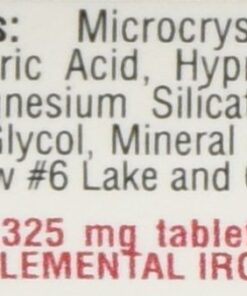 s: Microcrys
ric Acid, Hypr
nesium Silicat
Glycol, Mineral
w #6 Lake and
325 mg tablet
LEMENTAL IRO